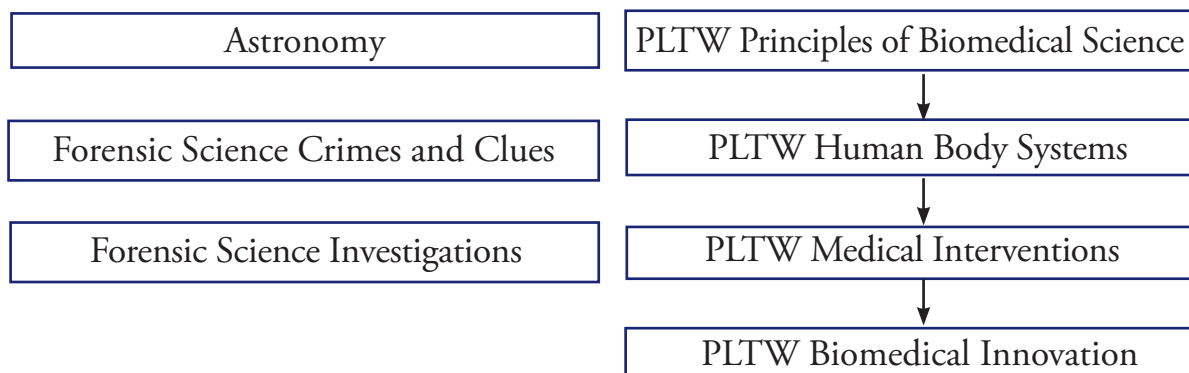 Astronomy
Forensic Science Crimes and Clues
Forensic Science Investigations
PLTW Principles of Biomedical Science
PLTW Human Body Systems
PLTW Medical Interventions
PLTW Biomedical Innovation